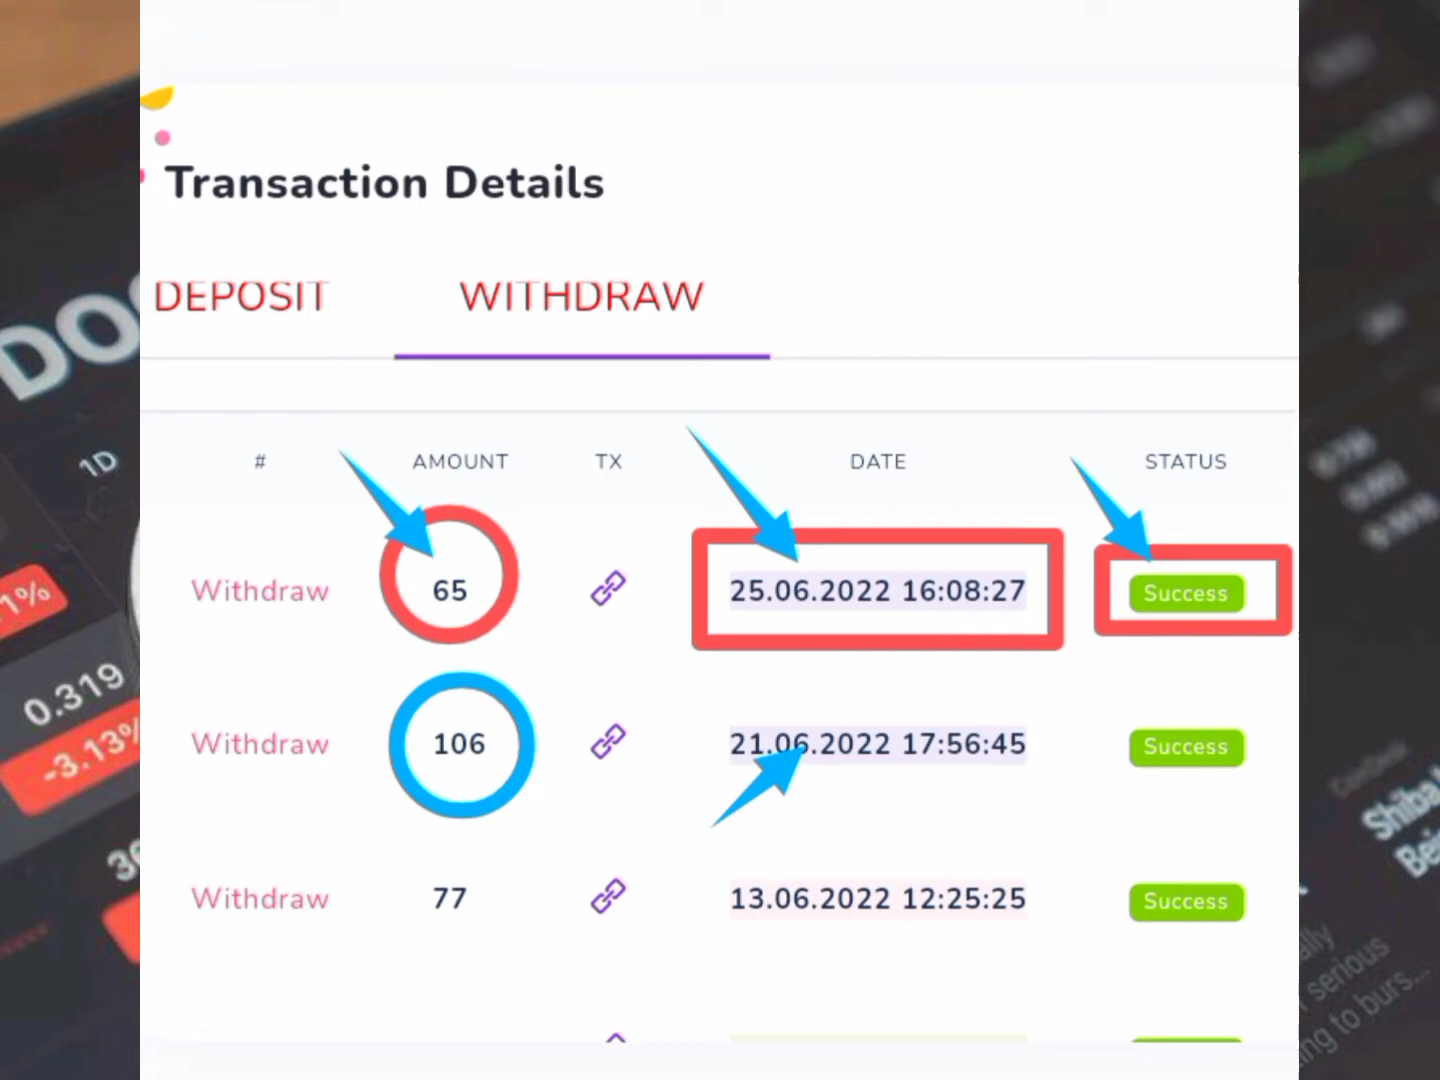 Transaction Details
DEPOSIT WITHDRAW
# AMOUNT TX DATE STATUS
Withdraw 65 25.06.2022 16:08:27 Success
Withdraw 106 21.06.2022 17:56:45 Success
Withdraw 77 13.06.2022 12:25:25 Success
1D
1%
0.319
-3.13%
serious